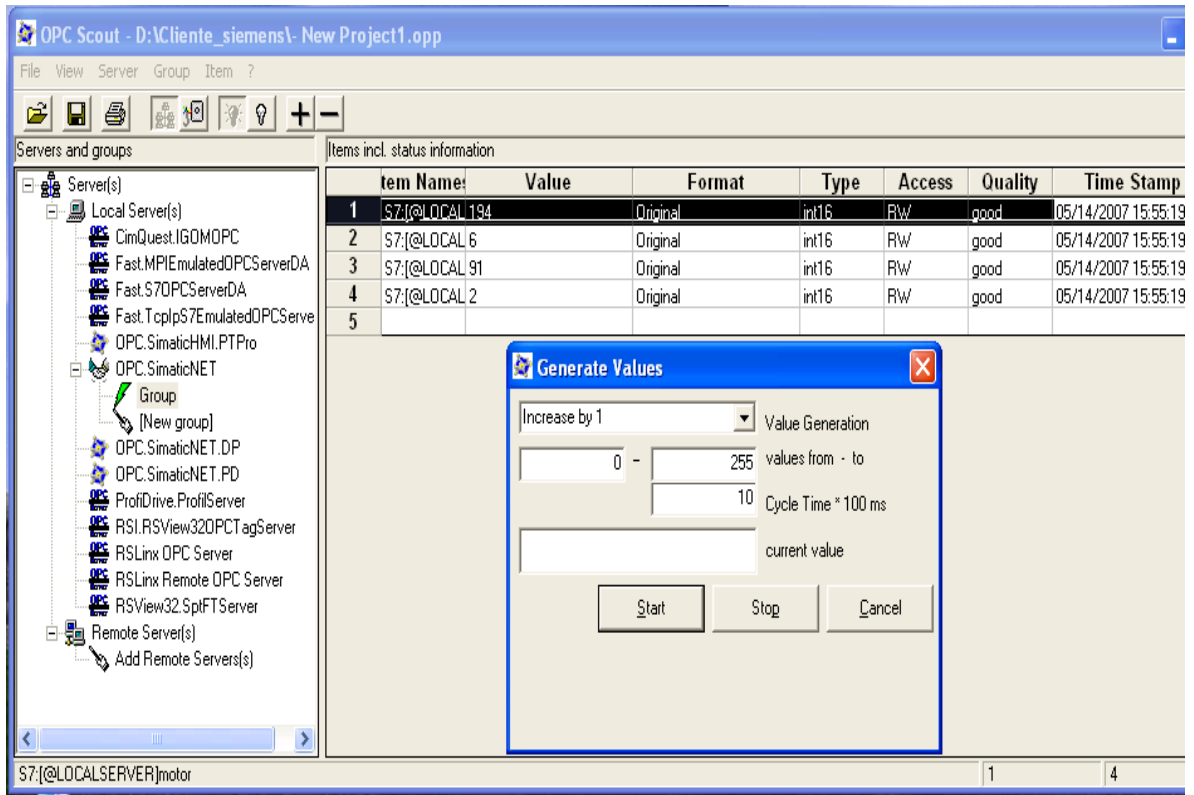 OPC Scout - D:\Cliente_siemens\- New Project1.opp
File View Server Group Item ?
Servers and groups
Items incl. status information
Server(s)
Local Server(s)
CimQuest.IGOMOPC
Fast.MPIEmulatedOPCServerDA
Fast.S7OPCServerDA
Fast.TcpIpS7EmulatedOPCServe
OPC.SimaticHMI.PTPro
OPC.SimaticNET
Group
[New group]
OPC.SimaticNET.DP
OPC.SimaticNET.PD
ProfiDrive.ProfilServer
RSI.RSView32OPCTagServer
RSLinx OPC Server
RSLinx Remote OPC Server
RSView32.SptFTServer
Remote Server(s)
Add Remote Servers(s)
tem Names Value Format Type Access Quality Time Stamp
1 S7:[@LOCAL 194 Original int16 RW good 05/14/2007 15:55:19
2 S7:[@LOCAL 6 Original int16 RW good 05/14/2007 15:55:19
3 S7:[@LOCAL 91 Original int16 RW good 05/14/2007 15:55:19
4 S7:[@LOCAL 2 Original int16 RW good 05/14/2007 15:55:19
5
Generate Values
Increase by 1 Value Generation
0 - 255 values from - to
10 Cycle Time * 100 ms
current value
Start Stop Cancel
S7:[@LOCALSERVER]motor 1 4